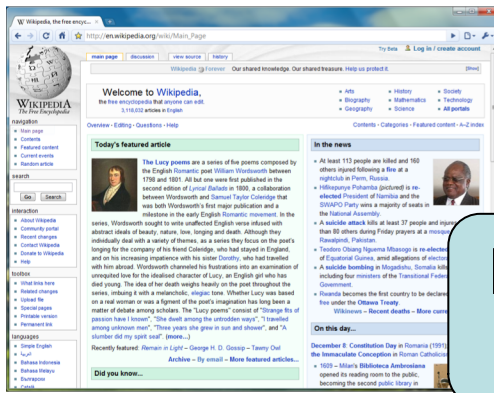 Wikipedia, the free encyc...
http://en.wikipedia.org/wiki/Main_Page
Try Beta Log in / create account
main page discussion view source history
Wikipedia Forever Our shared knowledge. Our shared treasure. Help us protect it. [Show]
WIKIPEDIA
The Free Encyclopedia
navigation
Main page
Contents
Featured content
Current events
Random article
search
Go Search
interaction
About Wikipedia
Community portal
Recent changes
Contact Wikipedia
Donate to Wikipedia
Help
toolbox
What links here
Related changes
Upload file
Special pages
Printable version
Permanent link
languages
Simple English
العربية
Bahasa Indonesia
Bahasa Melayu
Български
Català
Welcome to Wikipedia,
the free encyclopedia that anyone can edit.
3,118,032 articles in English
Arts
Biography
Geography
History
Mathematics
Science
Society
Technology
All portals
Overview · Editing · Questions · Help
Contents · Categories · Featured content · A–Z index
Today's featured article
The Lucy poems are a series of five poems composed by
the English Romantic poet William Wordsworth between
1798 and 1801. All but one were first published in the
second edition of Lyrical Ballads in 1800, a collaboration
between Wordsworth and Samuel Taylor Coleridge that
was both Wordsworth's first major publication and a
milestone in the early English Romantic movement. In the
series, Wordsworth sought to write unaffected English verse infused with
abstract ideals of beauty, nature, love, longing and death. Although they
individually deal with a variety of themes, as a series they focus on the poet's
longing for the company of his friend Coleridge, who had stayed in England,
and on his increasing impatience with his sister Dorothy, who had travelled
with him abroad. Wordsworth channeled his frustrations into an examination of
unrequited love for the idealised character of Lucy, an English girl who has
died young. The idea of her death weighs heavily on the poet throughout the
series, imbuing it with a melancholic, elegiac tone. Whether Lucy was based
on a real woman or was a figment of the poet's imagination has long been a
matter of debate among scholars. The "Lucy poems" consist of "Strange fits of
passion have I known", "She dwelt among the untrodden ways", "I travelled
among unknown men", "Three years she grew in sun and shower", and "A
slumber did my spirit seal". (more...)
Recently featured: Remain in Light – George H. D. Gossip – Tawny Owl
Archive – By email – More featured articles...
Did you know...
In the news
At least 113 people are killed and 160
others injured following a fire at a
nightclub in Perm, Russia.
Hifikepunye Pohamba (pictured) is re-
elected President of Namibia and the
SWAPO Party wins a majority of seats in
the National Assembly.
A suicide attack kills at least 37 people and injures
than 80 others during Friday prayers at a mosque
Rawalpindi, Pakistan.
Teodoro Obiang Nguema Mbasogo is re-elected
of Equatorial Guinea, amid allegations of
A suicide bombing in Mogadishu, Somalia kills
including four ministers of the Transitional Federal
Government.
Rwanda becomes the first country to be declared
free under the Ottawa Treaty.
Wikinews – Recent deaths – More
On this day...
December 8: Constitution Day in Romania (1991)
the Immaculate Conception in Roman Catholicism
1609 – Milan's Biblioteca Ambrosiana
opened its reading room to the public,
becoming the second public library in